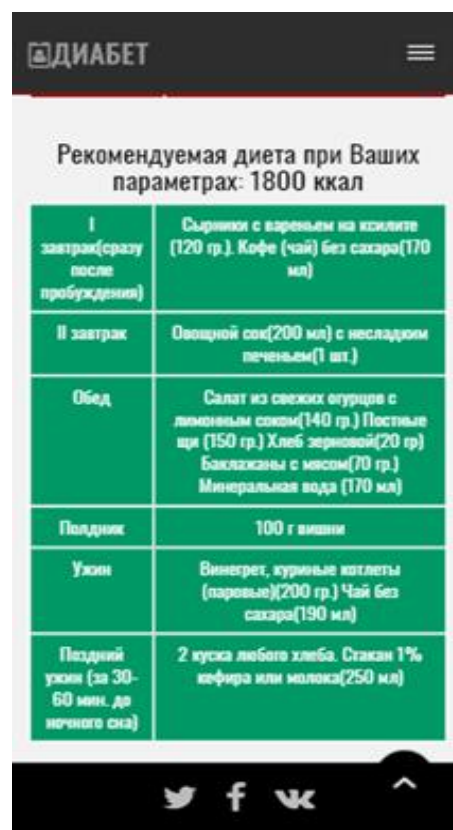 ДИАБЕТ
Рекомендуемая диета при Ваших
параметрах: 1800 ккал
I
завтрак(сразу
после
пробуждения)
Сырники с вареньем на ксилите
(120 гр.). Кофе (чай) без сахара(170
мл)
II завтрак
Овощной сок(200 мл) с несладким
печеньем(1 шт.)
Обед
Салат из свежих огурцов с
лимонным соком(140 гр.) Постные
щи (150 гр.) Хлеб зерновой(20 гр)
Баклажаны с мясом(70 гр.)
Минеральная вода (170 мл)
Полдник
100 г вишни
Ужин
Винегрет, куриные котлеты
(паровые)(200 гр.) Чай без
сахара(190 мл)
Поздний
ужин (за 30-
60 мин. до
ночного сна)
2 куска любого хлеба. Стакан 1%
кефира или молока(250 мл)